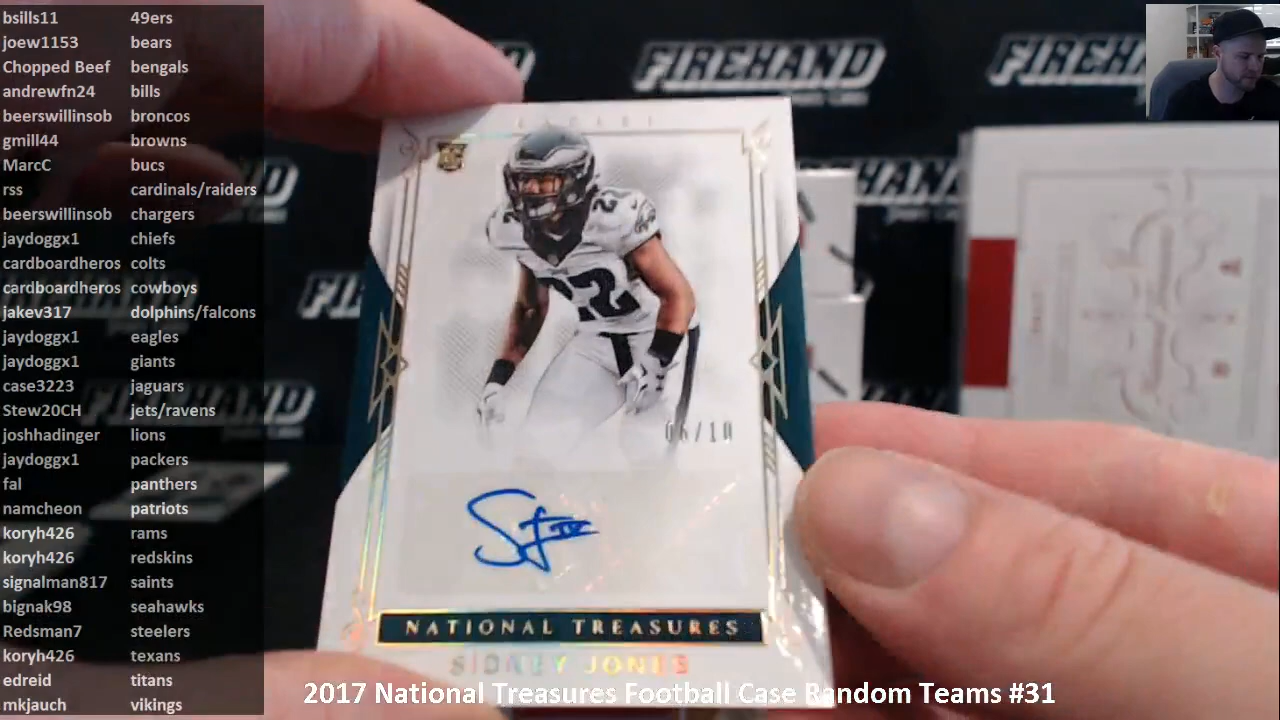 bsills11 49ers
joew1153 bears
Chopped Beef bengals
andrewfn24 bills
beerswillinsob broncos
gmill44 browns
MarcC bucs
rss cardinals/raiders
beerswillinsob chargers
jaydoggx1 chiefs
cardboardheros colts
cardboardheros cowboys
jakev317 dolphins/falcons
jaydoggx1 eagles
jaydoggx1 giants
case3223 jaguars
Stew20CH jets/ravens
joshhadinger lions
jaydoggx1 packers
fal panthers
namcheon patriots
koryh426 rams
koryh426 redskins
signalman817 saints
bignak98 seahawks
Redsman7 steelers
koryh426 texans
edreid titans
mkjauch vikings
FIREHAND
FIREHAND
RC
22
22
06/10
SJ IV
NATIONAL TREASURES
SIDNEY JONES
2017 National Treasures Football Case Random Teams #31